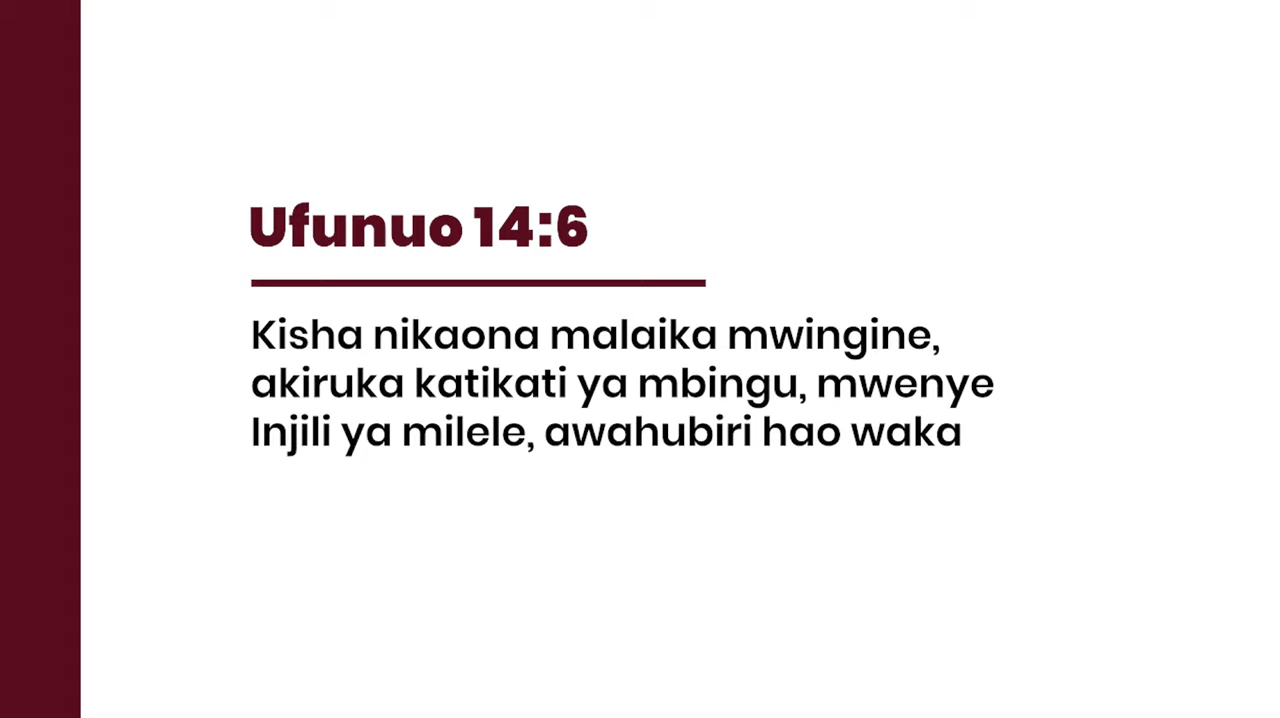 Ufunuo 14:6
Kisha nikaona malaika mwingine,
akiruka katikati ya mbingu, mwenye
Injili ya milele, awahubiri hao waka